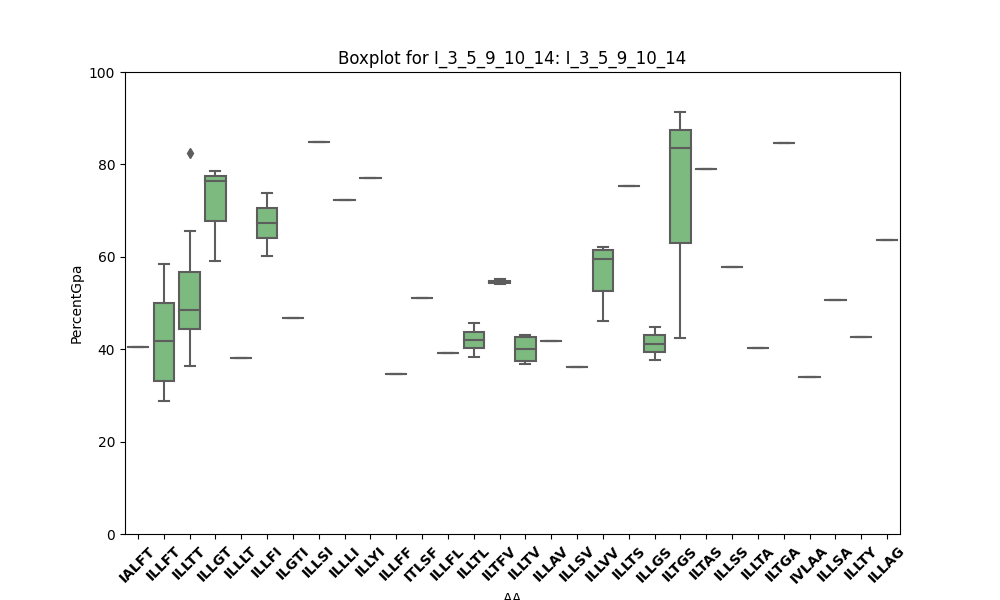 Boxplot for I_3_5_9_10_14: I_3_5_9_10_14
100
80
60
40
20
0
PercentGpa
IALFT
ILLFT
ILLTT
ILLGT
ILLLT
ILLFI
ILGTI
ILLSI
ILLLI
ILLYI
ILLFF
ITLSF
ILLFL
ILLTL
ILTFV
ILLTV
ILLAV
ILLSV
ILLVV
ILLTS
ILLGS
ILTGS
ILTAS
ILLSS
ILLTA
ILTGA
IVLAA
ILLSA
ILLTY
ILLAG
AA